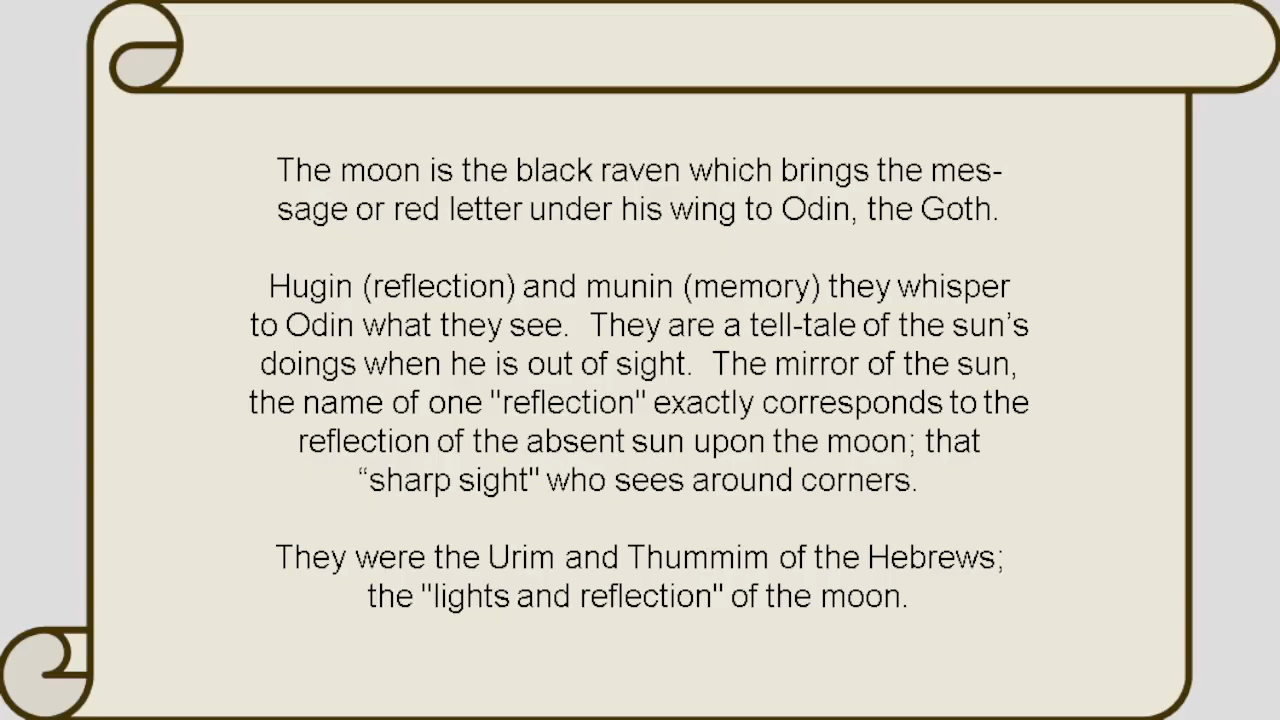 The moon is the black raven which brings the mes-
sage or red letter under his wing to Odin, the Goth.
Hugin (reflection) and munin (memory) they whisper
to Odin what they see.  They are a tell-tale of the sun’s
doings when he is out of sight.  The mirror of the sun,
the name of one "reflection" exactly corresponds to the
reflection of the absent sun upon the moon; that
“sharp sight" who sees around corners.
They were the Urim and Thummim of the Hebrews;
the "lights and reflection" of the moon.